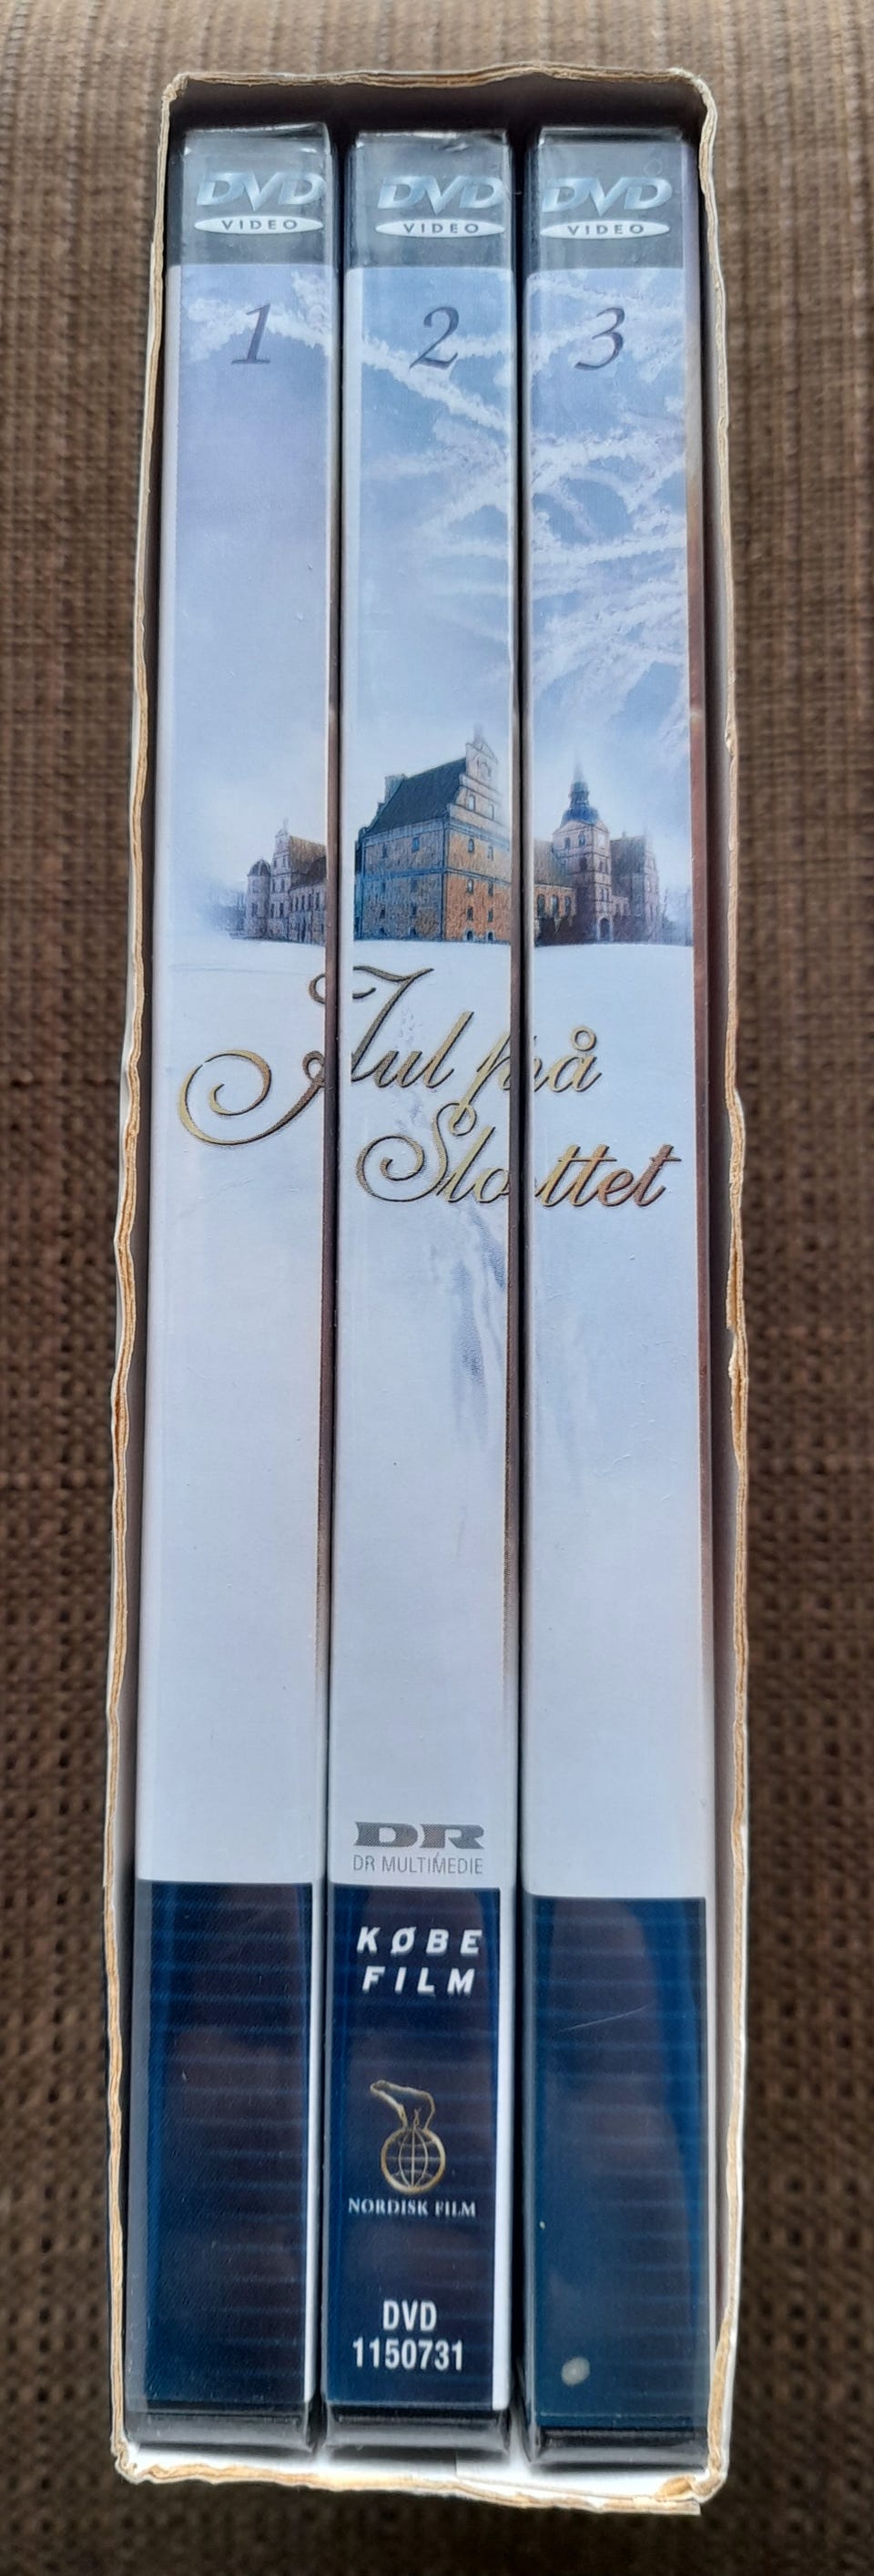 DVD
VIDEO
DVD
VIDEO
DVD
VIDEO
1
2
3
Jul på
Slottet
DR
DR MULTIMEDIE
KØBE
FILM
NORDISK FILM
DVD
1150731